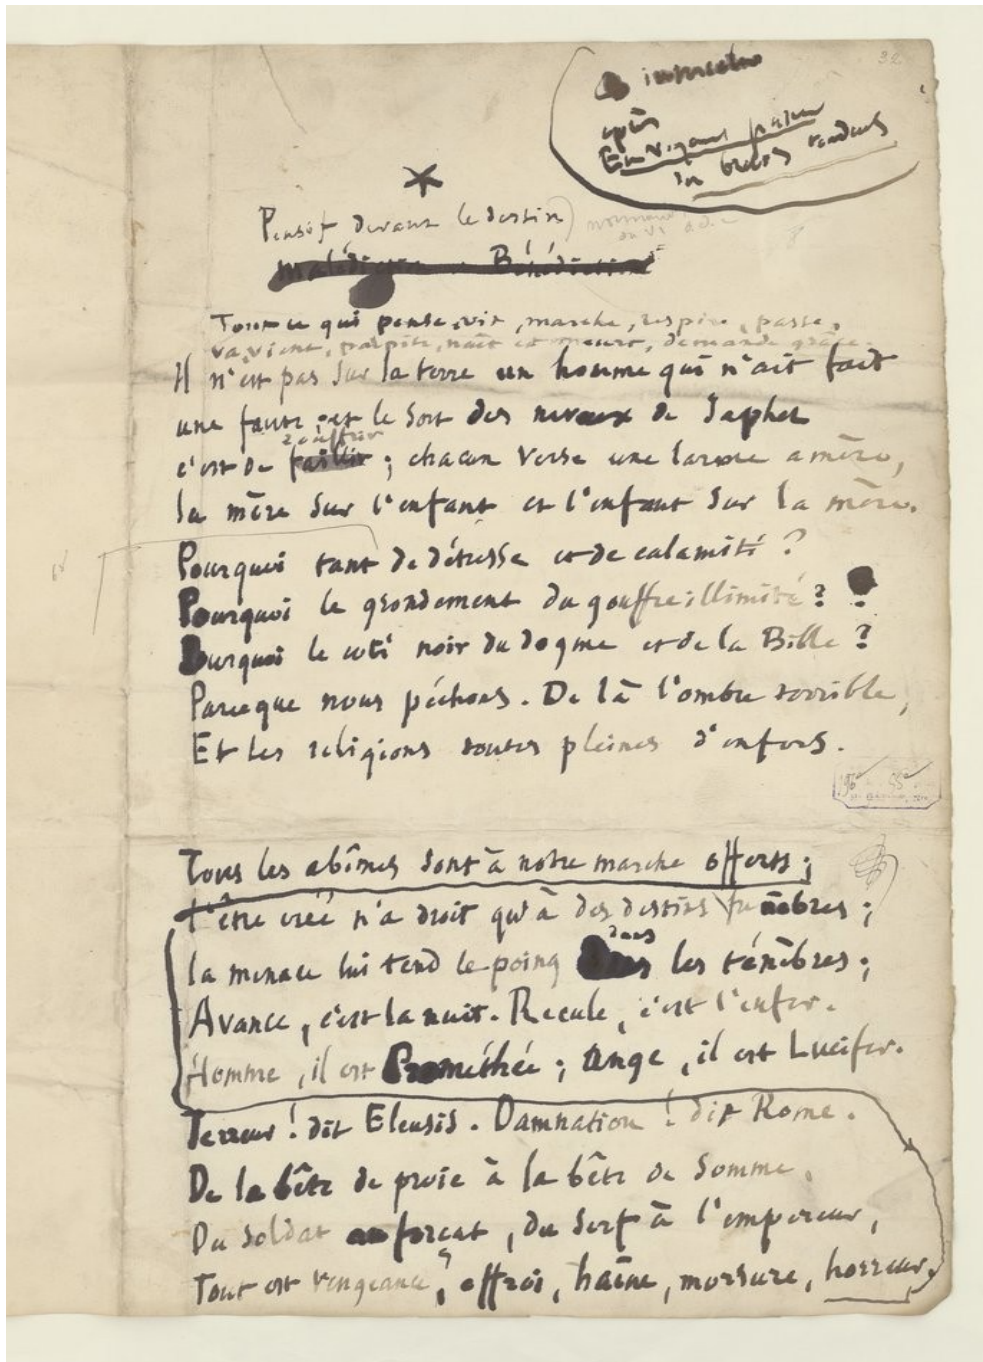 32
après
*
Pensif devant le destin
Malédiction Bénédiction
Tout ce qui pense, vit, marche, respire, passe,
va, vient, palpite, naît et meurt, demande grâce.
Il n'est pas sur la terre un homme qui n'ait fait
une faute ; et le sort des neveux de Japhet
souffrir
c'est de faillir ; chacun verse une larme amère,
la mère sur l'enfant et l'enfant sur la mère.
Pourquoi tant de détresse et de calamité ?
Pourquoi le grondement du gouffre illimité ?
Pourquoi le côté noir du dogme et de la Bible ?
Parceque nous péchons. De là l'ombre terrible,
Et les religions toutes pleines d'enfers.
Tous les abîmes sont à notre marche offerts ;
L'être créé n'a droit qu'à des destins funèbres ;
dans
la menace lui tend le poing les ténèbres ;
Avance, c'est la nuit. Recule, c'est l'enfer.
Homme, il est Prométhée ; ange, il est Lucifer.
Terreur ! dit Eleusis. Damnation ! dit Rome.
De la bête de proie à la bête de somme,
Du soldat au forçat, du serf à l'empereur,
Tout est vengeance, effroi, haine, morsure, horreur.